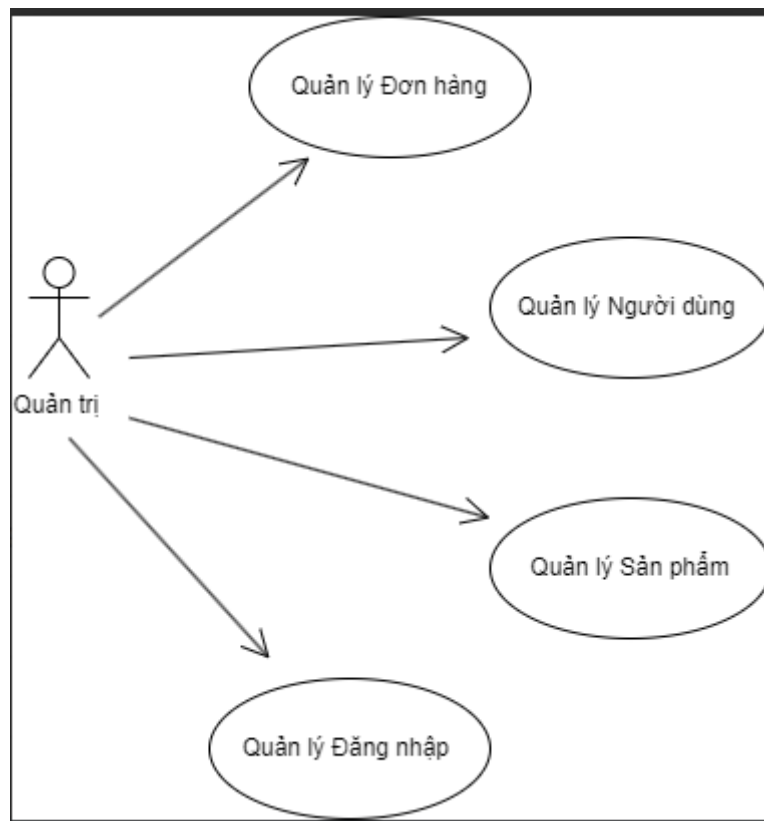 Quản lý Đơn hàng
Quản lý Người dùng
Quản trị
Quản lý Sản phẩm
Quản lý Đăng nhập